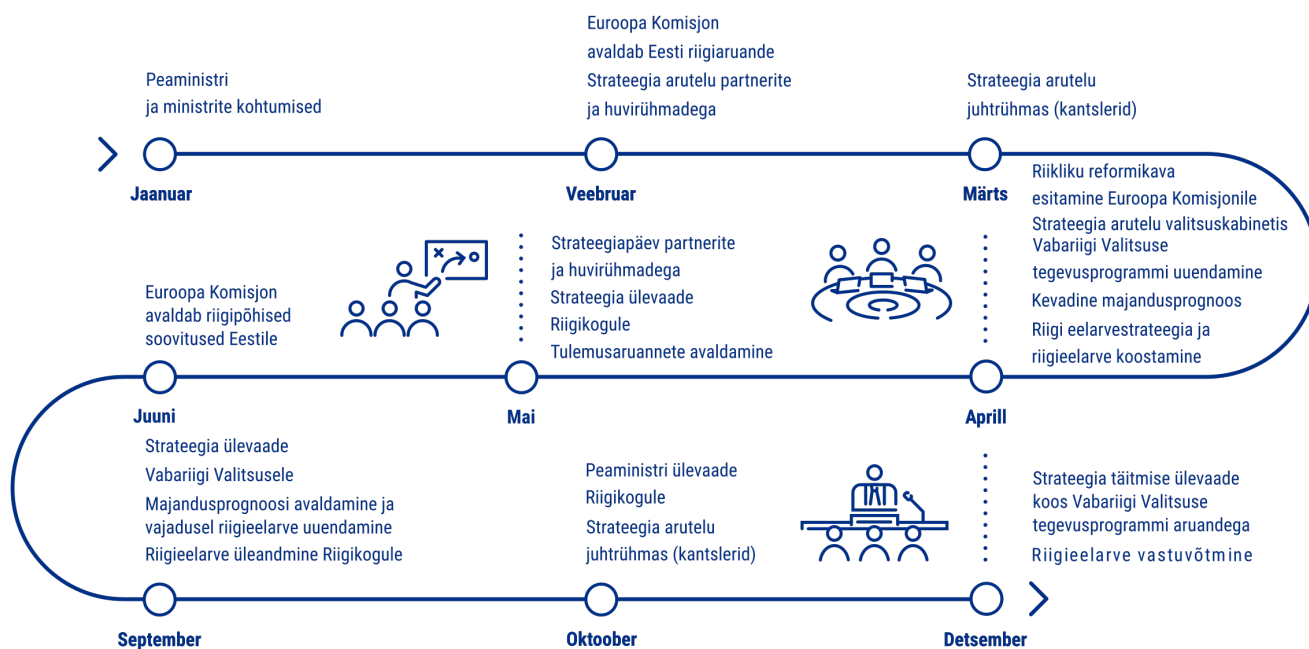 Peaministri
ja ministrite kohtumised
Jaanuar
Euroopa Komisjon
avaldab Eesti riigiaruande
Strateegia arutelu partnerite
ja huvirühmadega
Veebruar
Strateegia arutelu
juhtrühmas (kantslerid)
Märts
Riikliku reformikava
esitamine Euroopa Komisjonile
Strateegia arutelu valitsuskabinetis
Vabariigi Valitsuse
tegevusprogrammi uuendamine
Kevadine majandusprognoos
Riigi eelarvestrateegia ja
riigieelarve koostamine
Aprill
Strateegiapäev partnerite
ja huvirühmadega
Strateegia ülevaade
Riigikogule
Tulemusaruannete avaldamine
Mai
Euroopa Komisjon
avaldab riigipõhised
soovitused Eestile
Juuni
Strateegia ülevaade
Vabariigi Valitsusele
Majandusprognoosi avaldamine ja
vajadusel riigieelarve uuendamine
Riigieelarve üleandmine Riigikogule
September
Peaministri ülevaade
Riigikogule
Strateegia arutelu
juhtrühmas (kantslerid)
Oktoober
Strateegia täitmise ülevaade
koos Vabariigi Valitsuse
tegevusprogrammi aruandega
Riigieelarve vastuvõtmine
Detsember